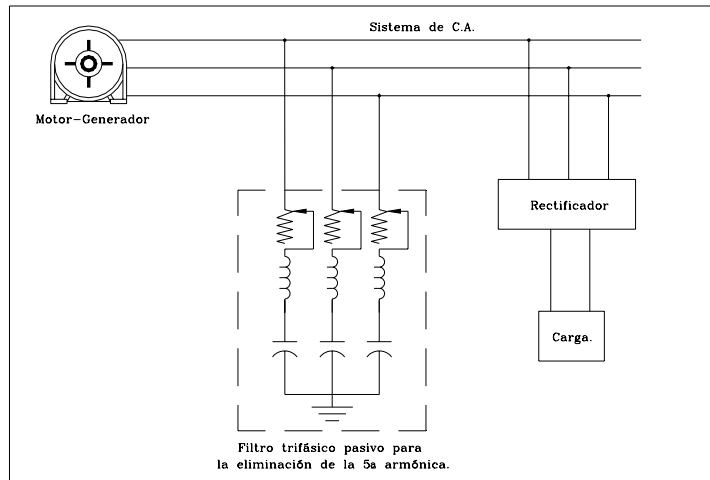 Sistema de C.A.
Motor-Generador
Rectificador
Carga.
Filtro trifásico pasivo para
la eliminación de la 5a armónica.